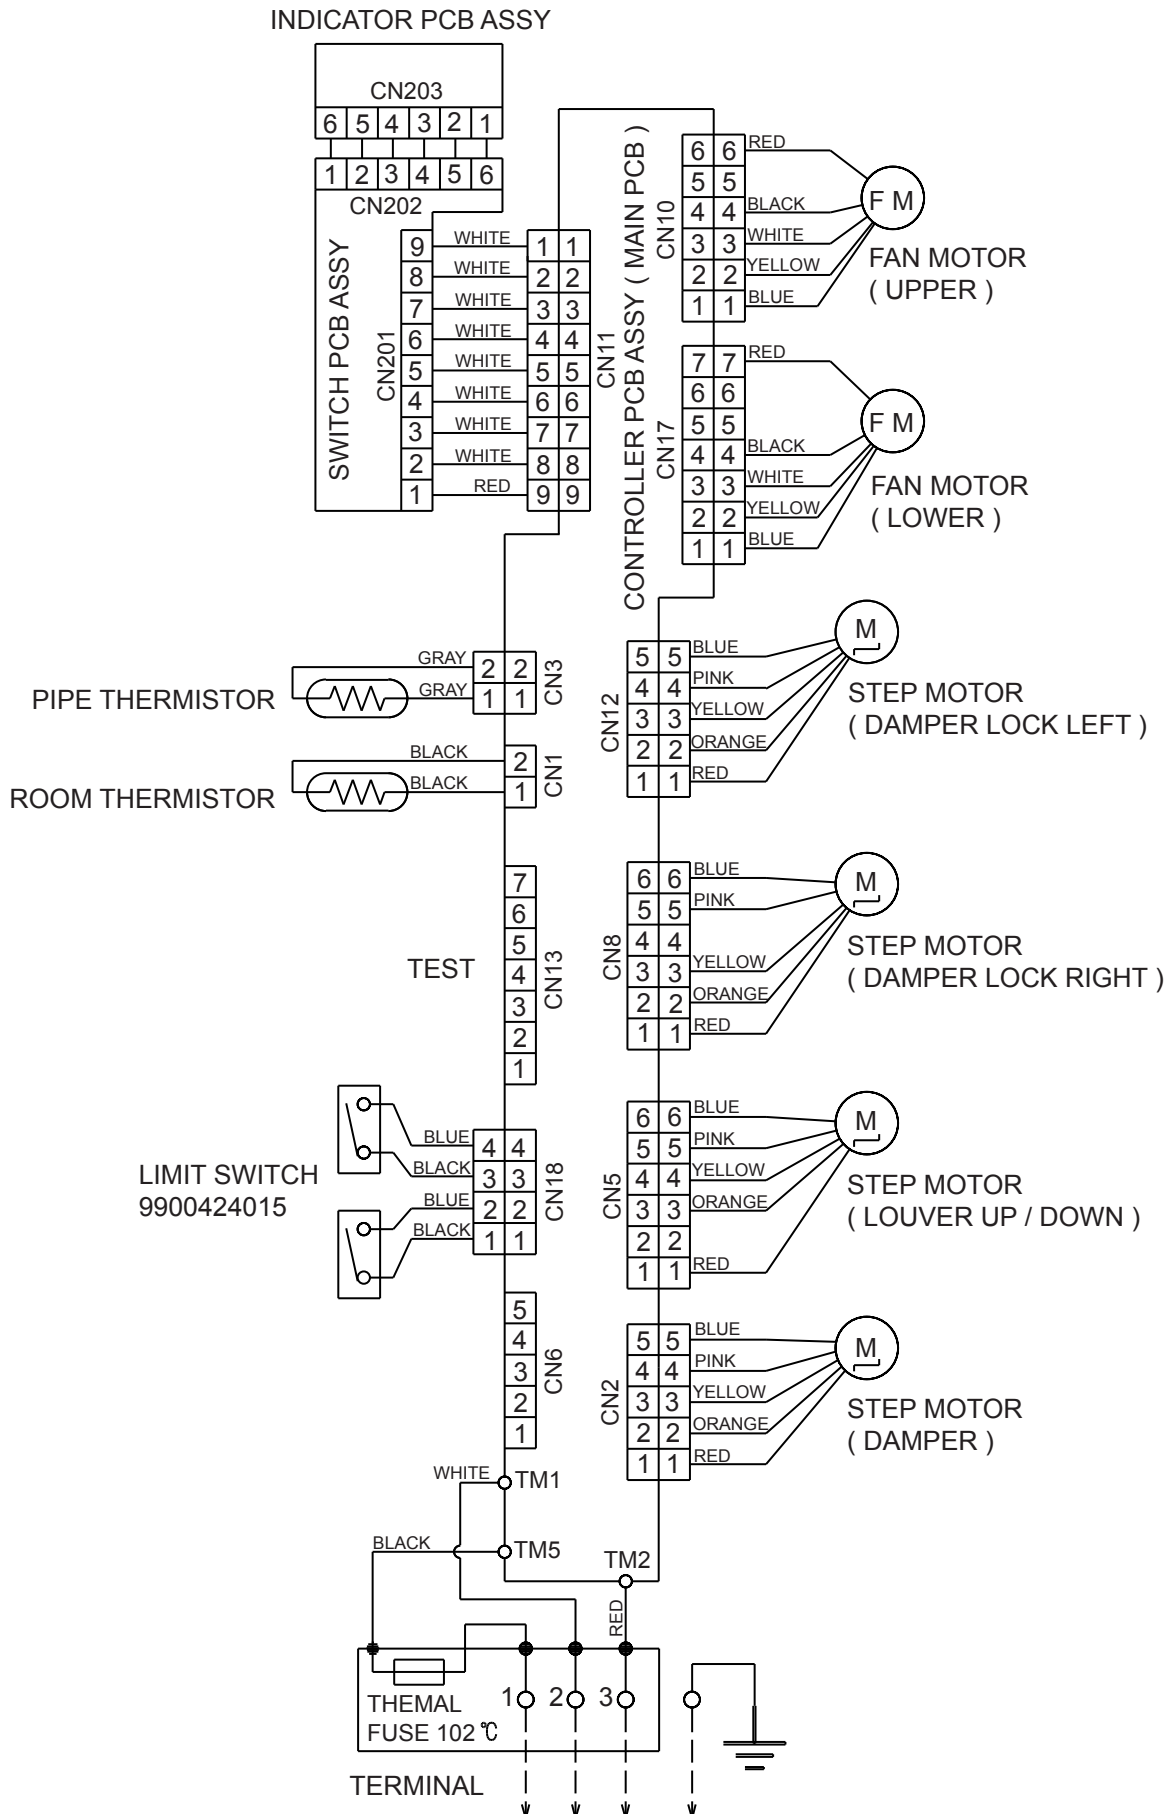 INDICATOR PCB ASSY
CN203
6 5 4 3 2 1
1 2 3 4 5 6
CN202
SWITCH PCB ASSY
CN201
9 WHITE 1 1
8 WHITE 2 2
7 WHITE 3 3
6 WHITE 4 4
5 WHITE 5 5
4 WHITE 6 6
3 WHITE 7 7
2 WHITE 8 8
1 RED 9 9
CN11
CONTROLLER PCB ASSY ( MAIN PCB )
CN10
6 6 RED
5 5
4 4 BLACK
3 3 WHITE
2 2 YELLOW
1 1 BLUE
F M
FAN MOTOR
( UPPER )
CN17
7 7 RED
6 6
5 5
4 4 BLACK
3 3 WHITE
2 2 YELLOW
1 1 BLUE
F M
FAN MOTOR
( LOWER )
PIPE THERMISTOR
GRAY 2 2
GRAY 1 1
CN3
ROOM THERMISTOR
BLACK 2
BLACK 1
CN1
CN12
5 5 BLUE
4 4 PINK
3 3 YELLOW
2 2 ORANGE
1 1 RED
M
STEP MOTOR
( DAMPER LOCK LEFT )
TEST
7
6
5
4
3
2
1
CN13
CN8
6 6 BLUE
5 5 PINK
4 4
3 3 YELLOW
2 2 ORANGE
1 1 RED
M
STEP MOTOR
( DAMPER LOCK RIGHT )
LIMIT SWITCH
9900424015
BLUE 4 4
BLACK 3 3
BLUE 2 2
BLACK 1 1
CN18
CN5
6 6 BLUE
5 5 PINK
4 4 YELLOW
3 3 ORANGE
2 2
1 1 RED
M
STEP MOTOR
( LOUVER UP / DOWN )
5
4
3
2
1
CN6
CN2
5 5 BLUE
4 4 PINK
3 3 YELLOW
2 2 ORANGE
1 1 RED
M
STEP MOTOR
( DAMPER )
WHITE TM1
BLACK TM5
TM2
RED
1 2 3
THEMAL
FUSE 102 ℃
TERMINAL